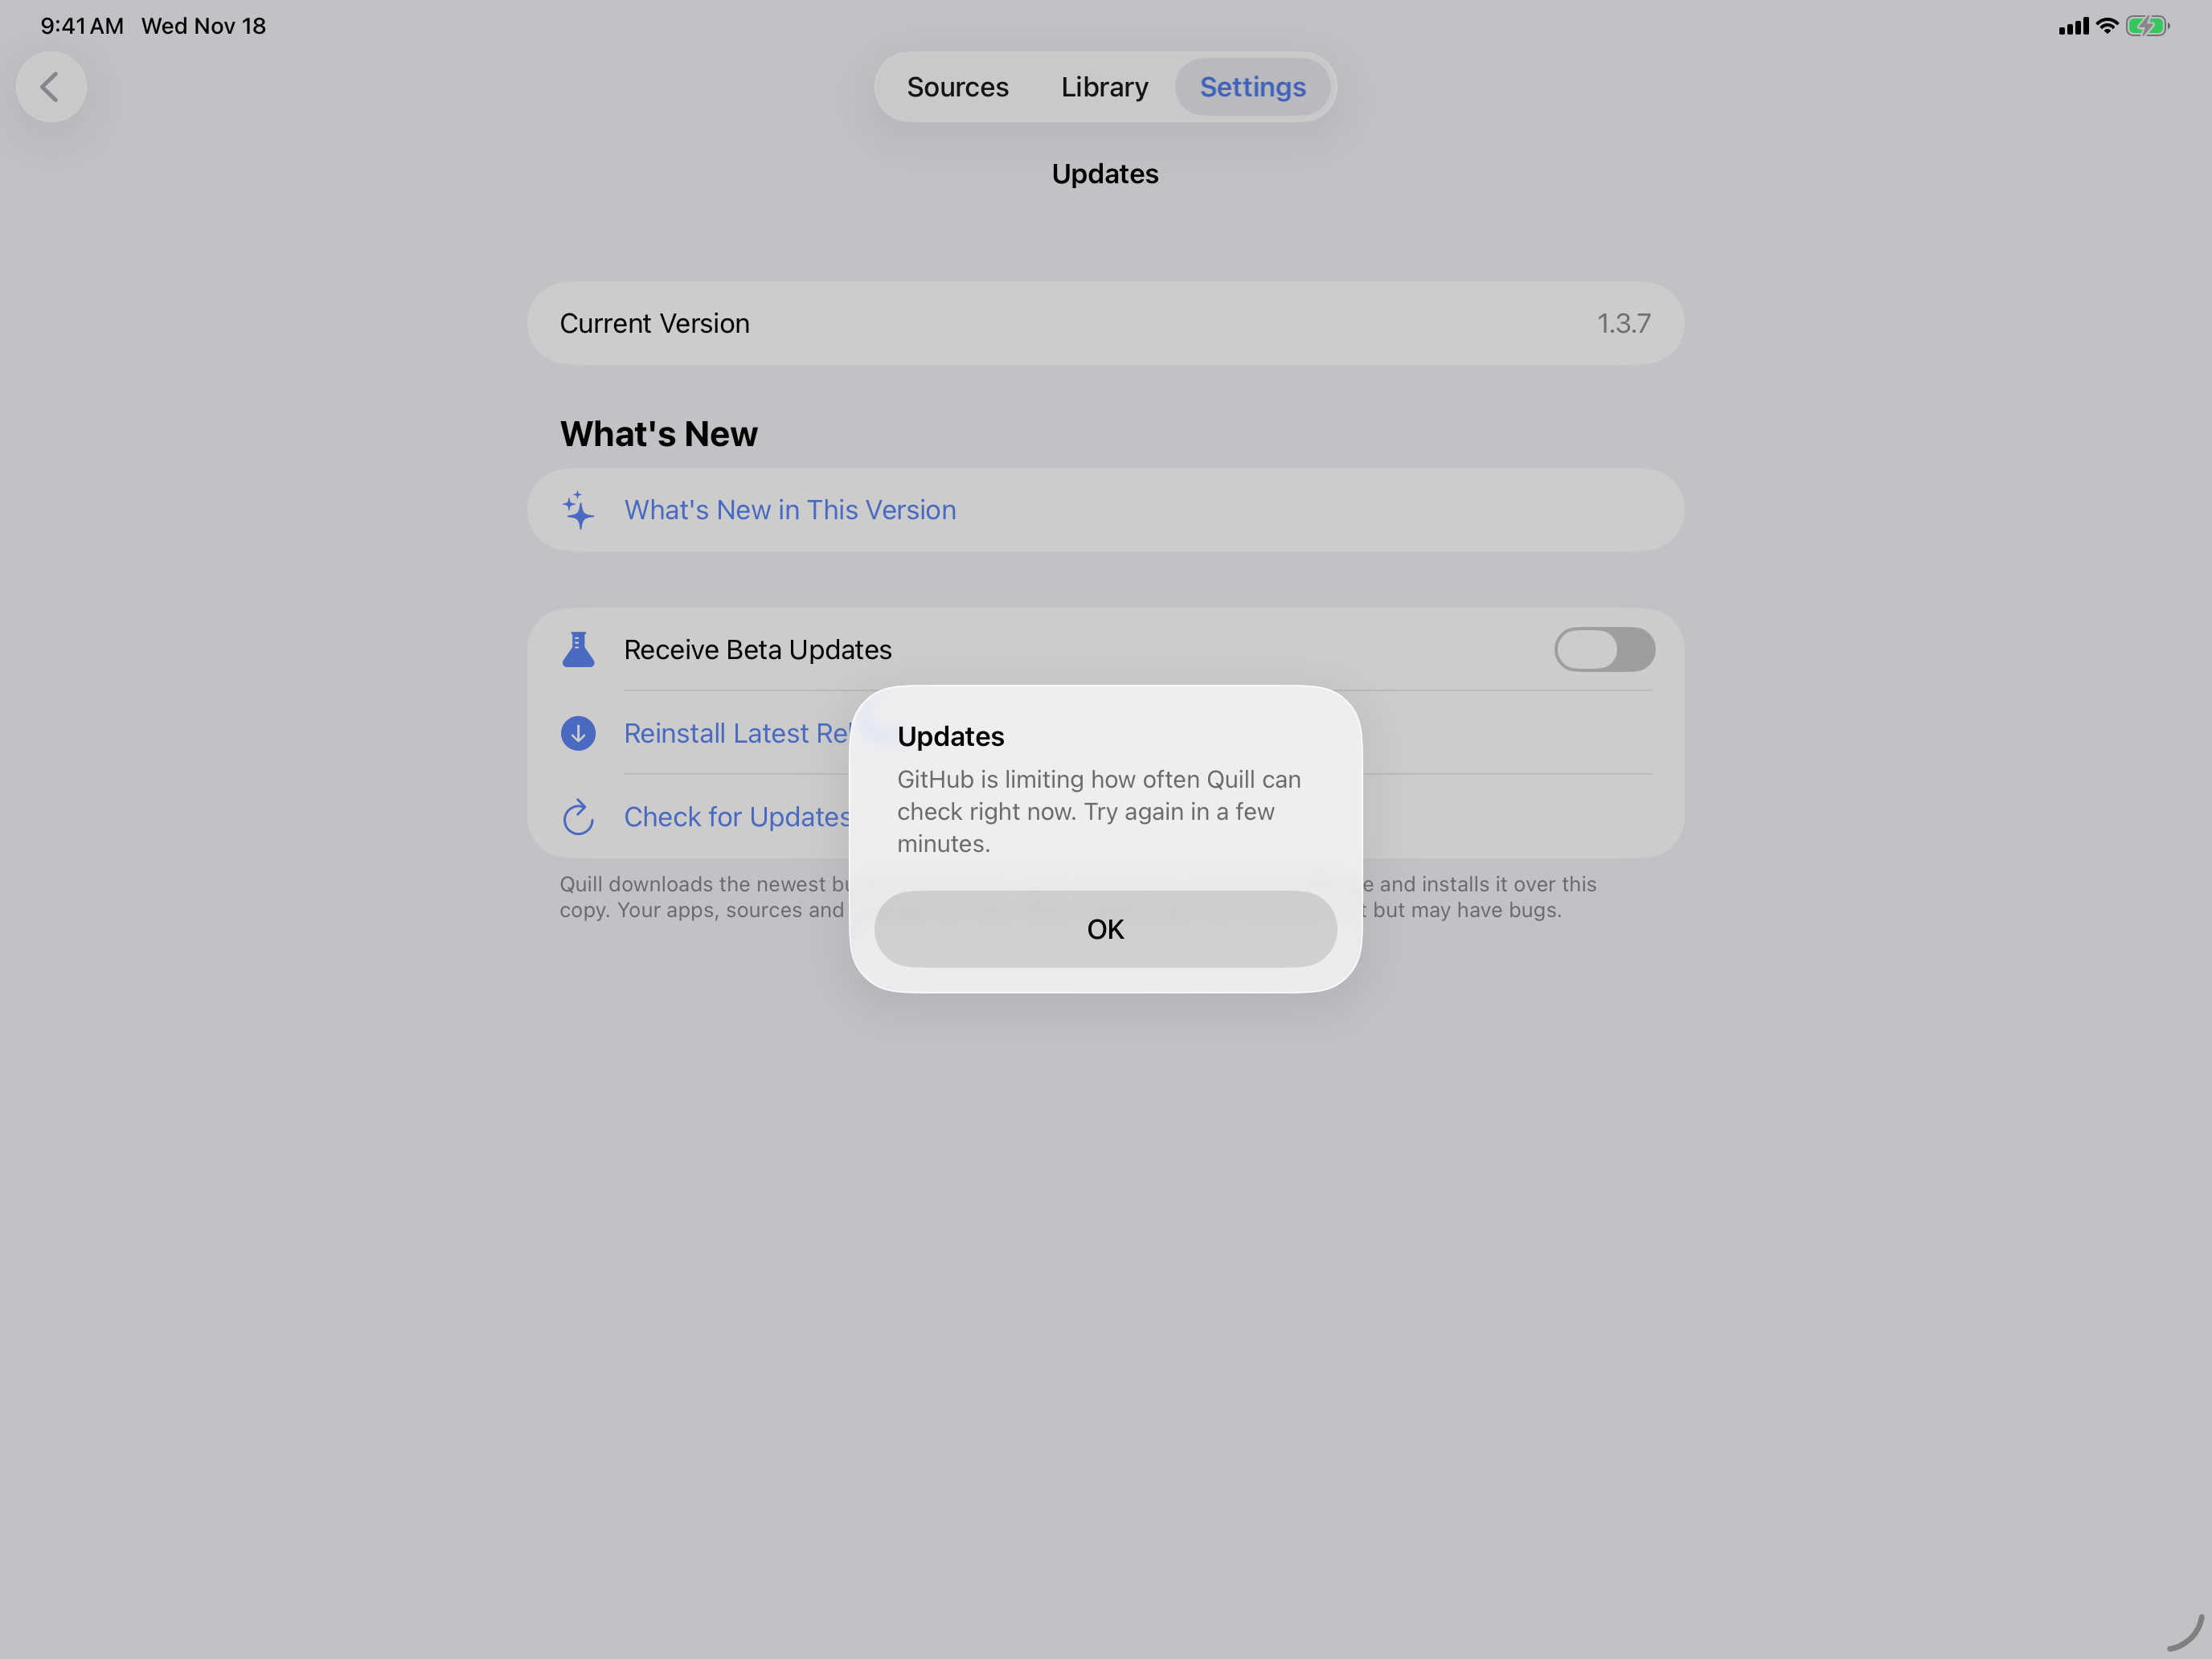 9:41 AM Wed Nov 18
Sources Library Settings
Updates
Current Version 1.3.7
What's New
What's New in This Version
Receive Beta Updates
Reinstall Latest
Check for Updates
Updates
GitHub is limiting how often Quill can
check right now. Try again in a few
minutes.
OK
Quill downloads the newest and installs it over this
copy. Your apps, sources and but may have bugs.